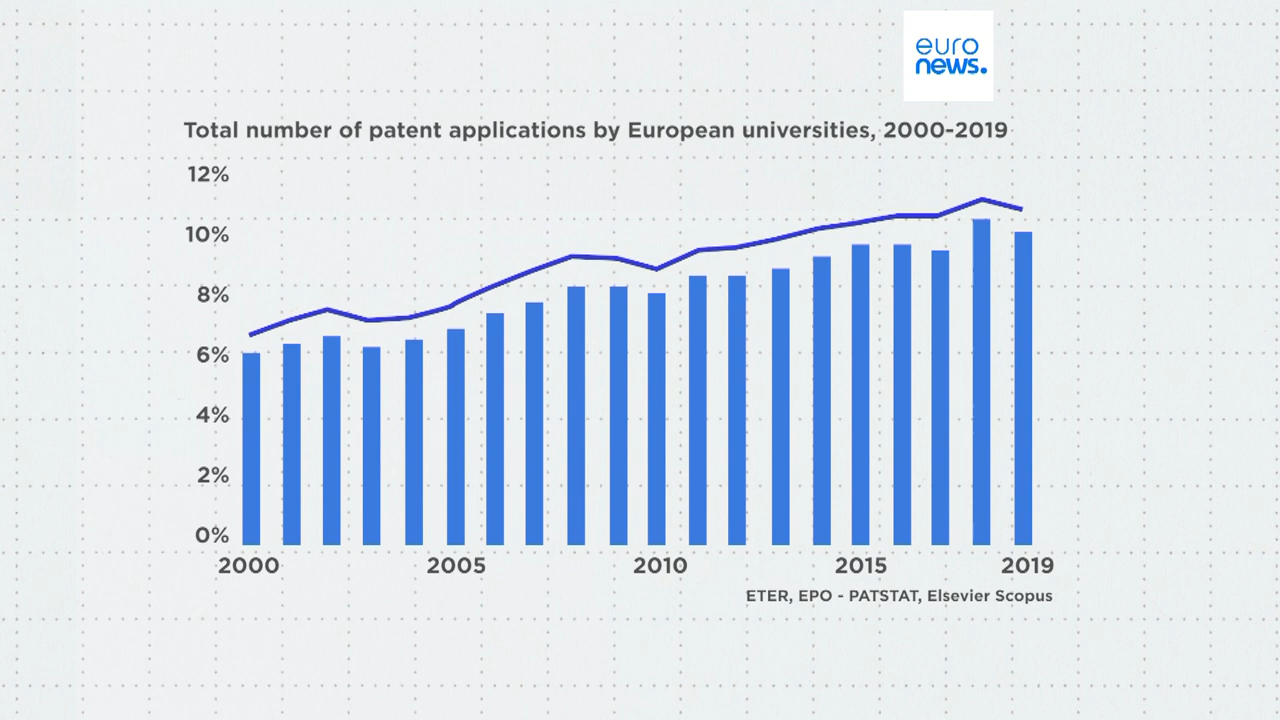 euro
news.
Total number of patent applications by European universities, 2000-2019
12%
10%
8%
6%
4%
2%
0%
2000 2005 2010 2015 2019
ETER, EPO - PATSTAT, Elsevier Scopus